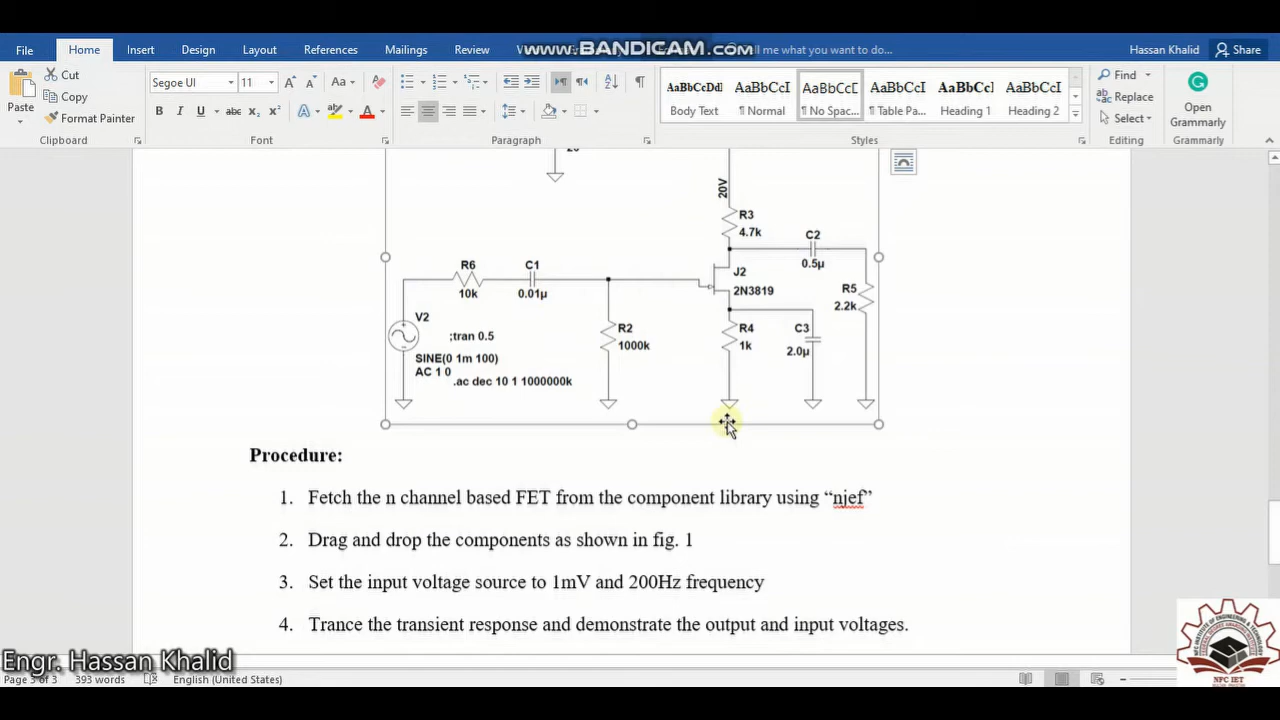 www.BANDICAM.com
File Home Insert Design Layout References Mailings Review Tell me what you want to do... Hassan Khalid Share
Paste Cut Copy Format Painter
Segoe UI 11 Aa
B I U abc x₂ x² A A
AaBbCcDd AaBbCcI AaBbCcI AaBbCcI AaBbCcI AaBbCcI
Body Text ¶ Normal ¶ No Spac... ¶ Table Pa... Heading 1 Heading 2
Find Replace Select
Open Grammarly
Clipboard Font Paragraph Styles Editing Grammarly
20V
R3
4.7k
C2
0.5µ
R6
10k
C1
0.01µ
J2
2N3819
R5
2.2k
V2
;tran 0.5
SINE(0 1m 100)
AC 1 0
.ac dec 10 1 1000000k
R2
1000k
R4
1k
C3
2.0µ
Procedure:
1. Fetch the n channel based FET from the component library using “njef”
2. Drag and drop the components as shown in fig. 1
3. Set the input voltage source to 1mV and 200Hz frequency
4. Trance the transient response and demonstrate the output and input voltages.
Engr. Hassan Khalid
Page 3 of 3 393 words English (United States)
NFC IET